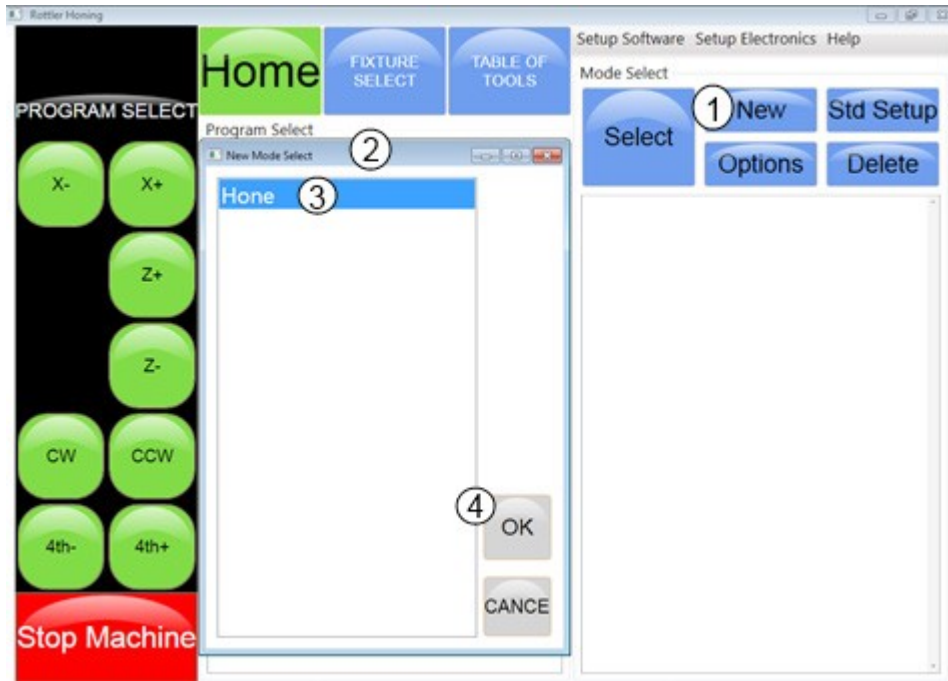 Rottler Honing
Setup Software Setup Electronics Help
Home
FIXTURE
SELECT
TABLE OF
TOOLS
Mode Select
PROGRAM SELECT
Program Select
Select
1
New
Std Setup
Options
Delete
New Mode Select
2
Hone
3
X-
X+
Z+
Z-
CW
CCW
4th-
4th+
4
OK
CANCE
Stop Machine